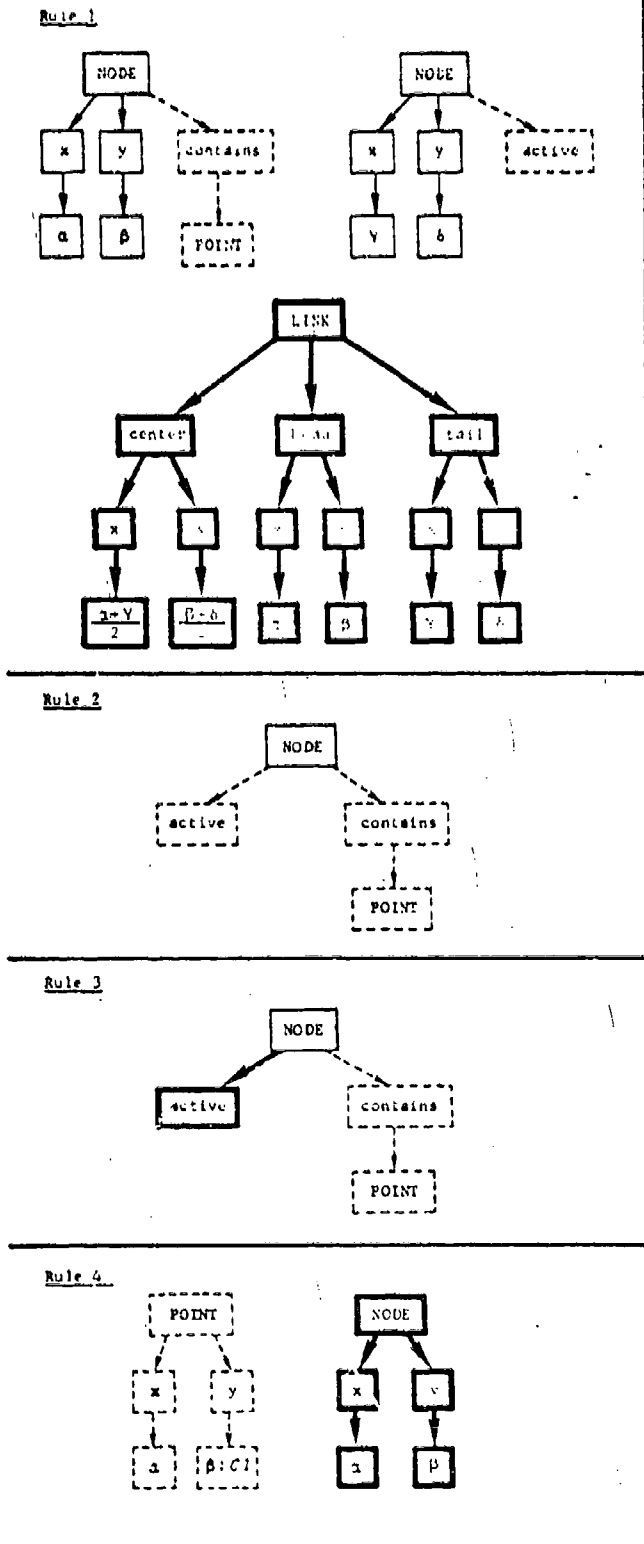 Rule 1
NODE NODE
x y contains x y active
α β POINT γ δ
LINK
center tail
x
α+γ/2 β+δ β γ δ
Rule 2
NODE
active contains
POINT
Rule 3
NODE
active contains
POINT
Rule 4
POINT NODE
x y x
α β:C1 α β